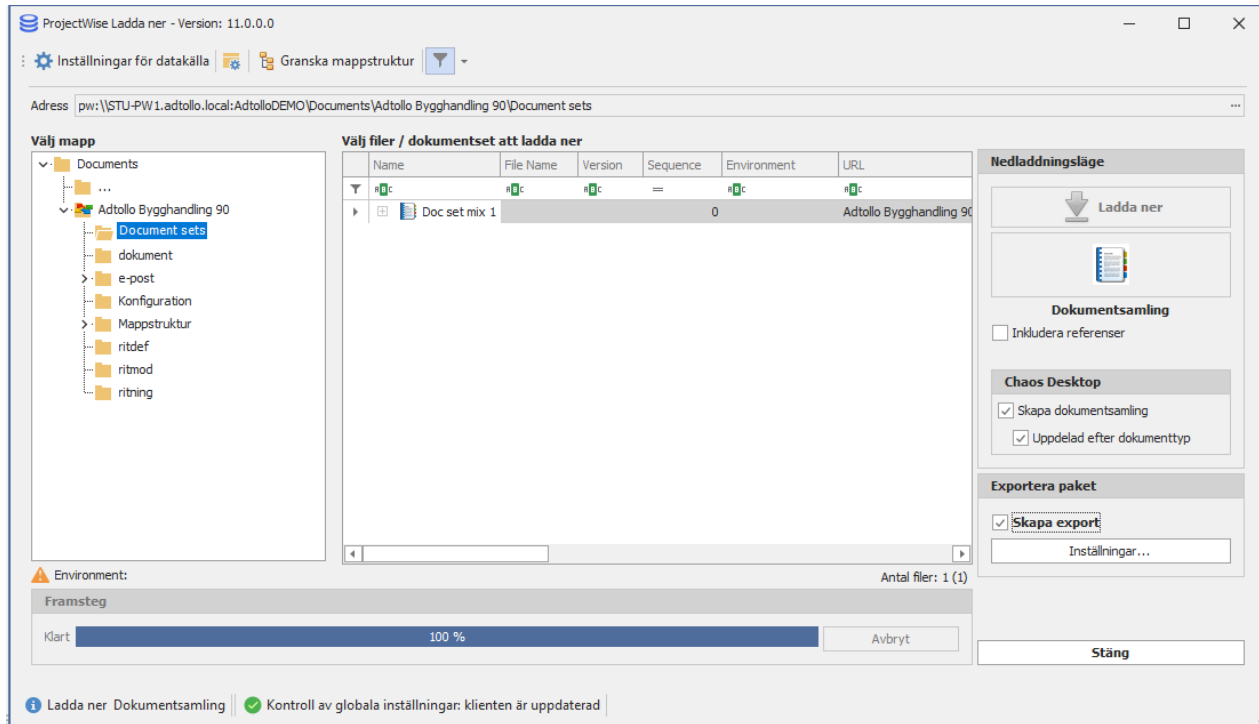 ProjectWise Ladda ner - Version: 11.0.0.0
Inställningar för datakälla Granska mappstruktur
Adress pw:\\STU-PW1.adtollo.local:AdtolloDEMO\Documents\Adtollo Bygghandling 90\Document sets ...
Välj mapp
Documents
...
Adtollo Bygghandling 90
Document sets
dokument
e-post
Konfiguration
Mappstruktur
ritdef
ritmod
ritning
Välj filer / dokumentset att ladda ner
Name File Name Version Sequence Environment URL
ABC ABC ABC = ABC ABC
Doc set mix 1 0 Adtollo Bygghandling 90
Environment:
Antal filer: 1 (1)
Nedladdningsläge
Ladda ner
Dokumentsamling
Inkludera referenser
Chaos Desktop
Skapa dokumentsamling
Uppdelad efter dokumenttyp
Exportera paket
Skapa export
Inställningar...
Framsteg
Klart 100 % Avbryt
Stäng
Ladda ner Dokumentsamling Kontroll av globala inställningar: klienten är uppdaterad